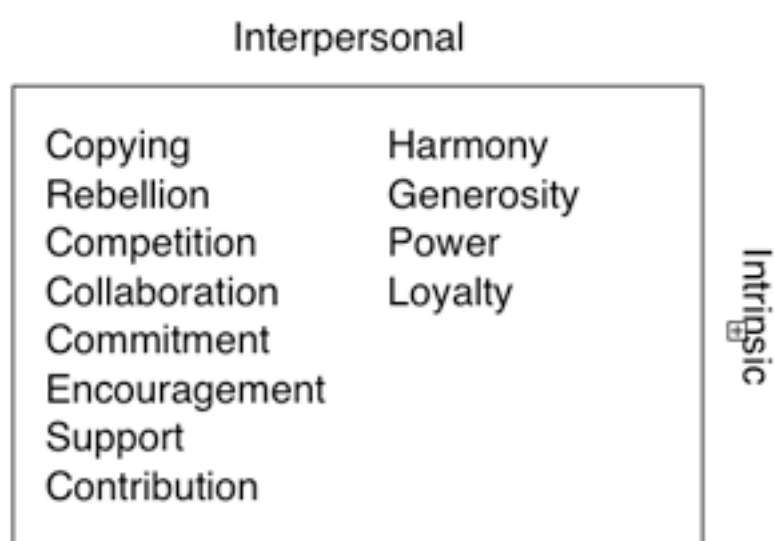 Interpersonal
Copying
Rebellion
Competition
Collaboration
Commitment
Encouragement
Support
Contribution
Harmony
Generosity
Power
Loyalty
Intrinsic